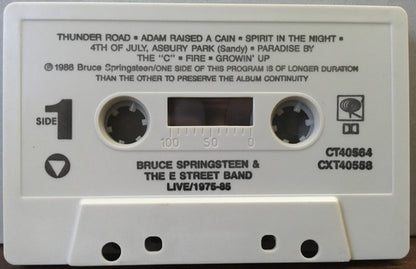 THUNDER ROAD • ADAM RAISED A CAIN • SPIRIT IN THE NIGHT •
4TH OF JULY, ASBURY PARK (Sandy) • PARADISE BY
THE "C" • FIRE • GROWIN' UP
℗ 1986 Bruce Springsteen/ONE SIDE OF THIS PROGRAM IS OF LONGER DURATION
THAN THE OTHER TO PRESERVE THE ALBUM CONTINUITY
SIDE 1
100 50 0
BRUCE SPRINGSTEEN &
THE E STREET BAND
LIVE/1975-85
CT40564
CXT40558